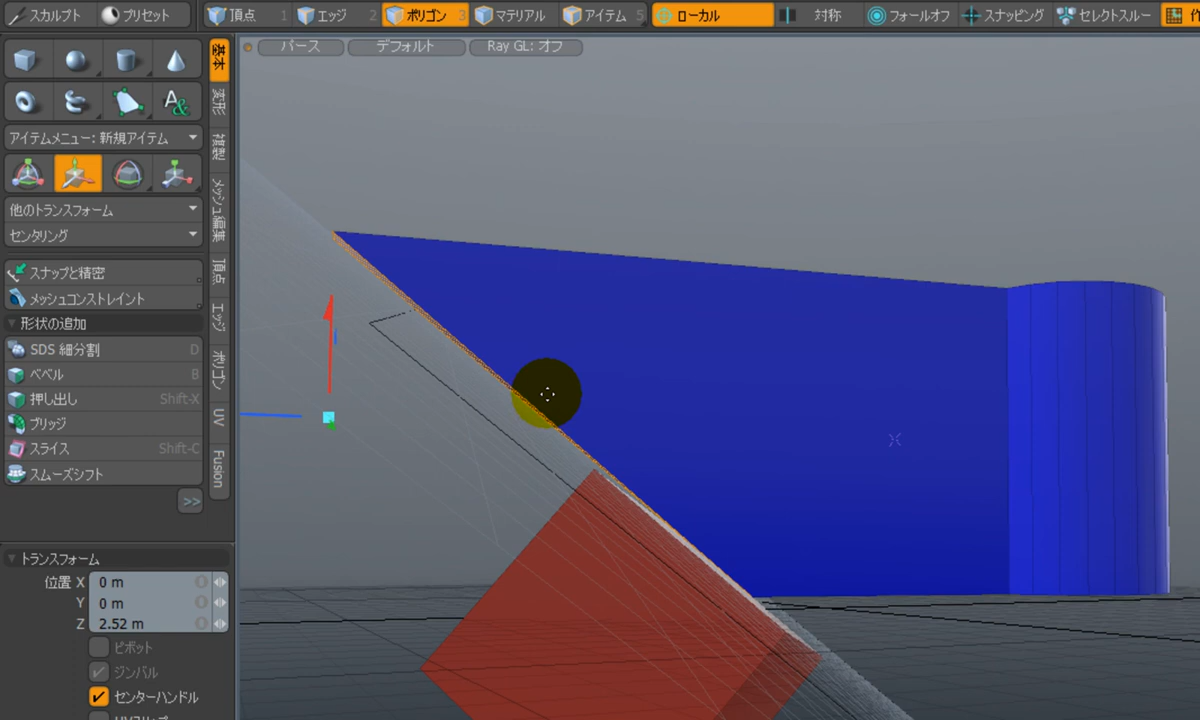 スカルプト プリセット 頂点 1 エッジ 2 ポリゴン 3 マテリアル アイテム 5 ローカル 対称 フォールオフ スナッピング セレクトスルー 作
パース デフォルト Ray GL: オフ
アイテムメニュー: 新規アイテム
他のトランスフォーム
センタリング
スナップと精密
メッシュコンストレイント
形状の追加
SDS 細分割 D
ベベル B
押し出し Shift-X
ブリッジ
スライス Shift-C
スムーズシフト
>>
基本
変形
複製
メッシュ編集
頂点
エッジ
ポリゴン
UV
Fusion
トランスフォーム
位置 X 0 m
Y 0 m
Z 2.52 m
ピボット
ジンバル
センターハンドル